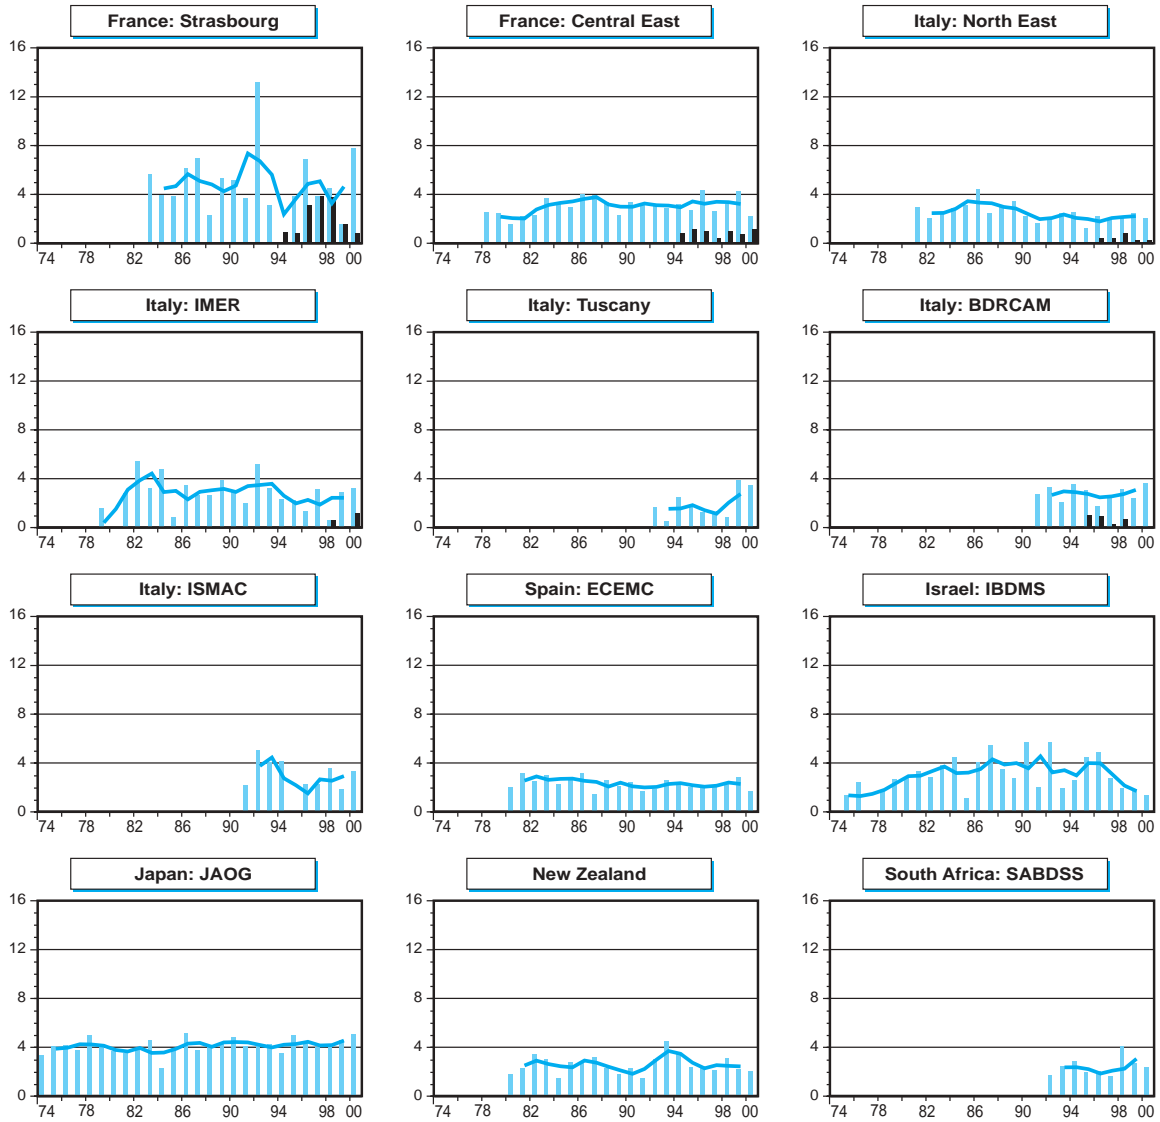 France: Strasbourg France: Central East Italy: North East
16 16 16
12 12 12
8 8 8
4 4 4
0 0 0
74 78 82 86 90 94 98 00 74 78 82 86 90 94 98 00 74 78 82 86 90 94 98 00
Italy: IMER Italy: Tuscany Italy: BDRCAM
16 16 16
12 12 12
8 8 8
4 4 4
0 0 0
74 78 82 86 90 94 98 00 74 78 82 86 90 94 98 00 74 78 82 86 90 94 98 00
Italy: ISMAC Spain: ECEMC Israel: IBDMS
16 16 16
12 12 12
8 8 8
4 4 4
0 0 0
74 78 82 86 90 94 98 00 74 78 82 86 90 94 98 00 74 78 82 86 90 94 98 00
Japan: JAOG New Zealand South Africa: SABDSS
16 16 16
12 12 12
8 8 8
4 4 4
0 0 0
74 78 82 86 90 94 98 00 74 78 82 86 90 94 98 00 74 78 82 86 90 94 98 00